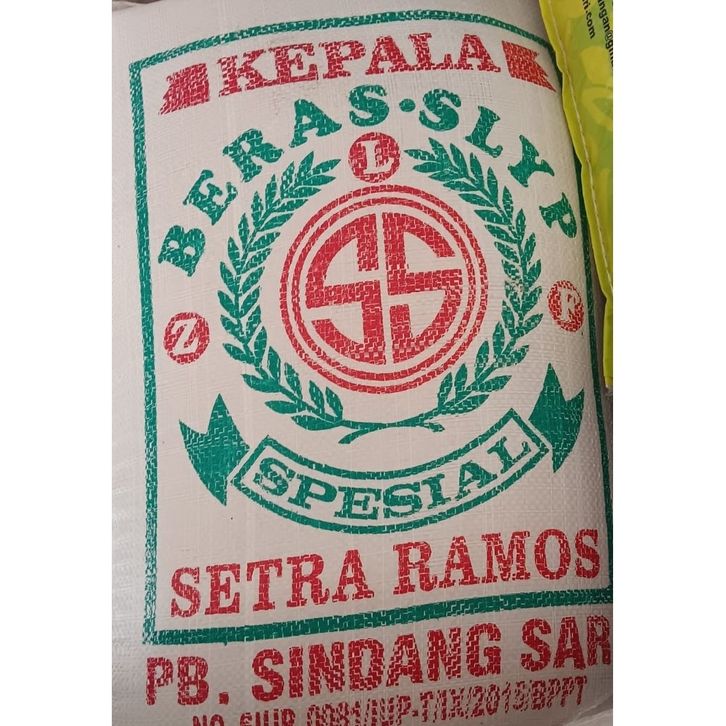 KEPALA
BERAS·SLYP
L
SS
Z
R
SPESIAL
SETRA RAMOS
PB. SINDANG SAR